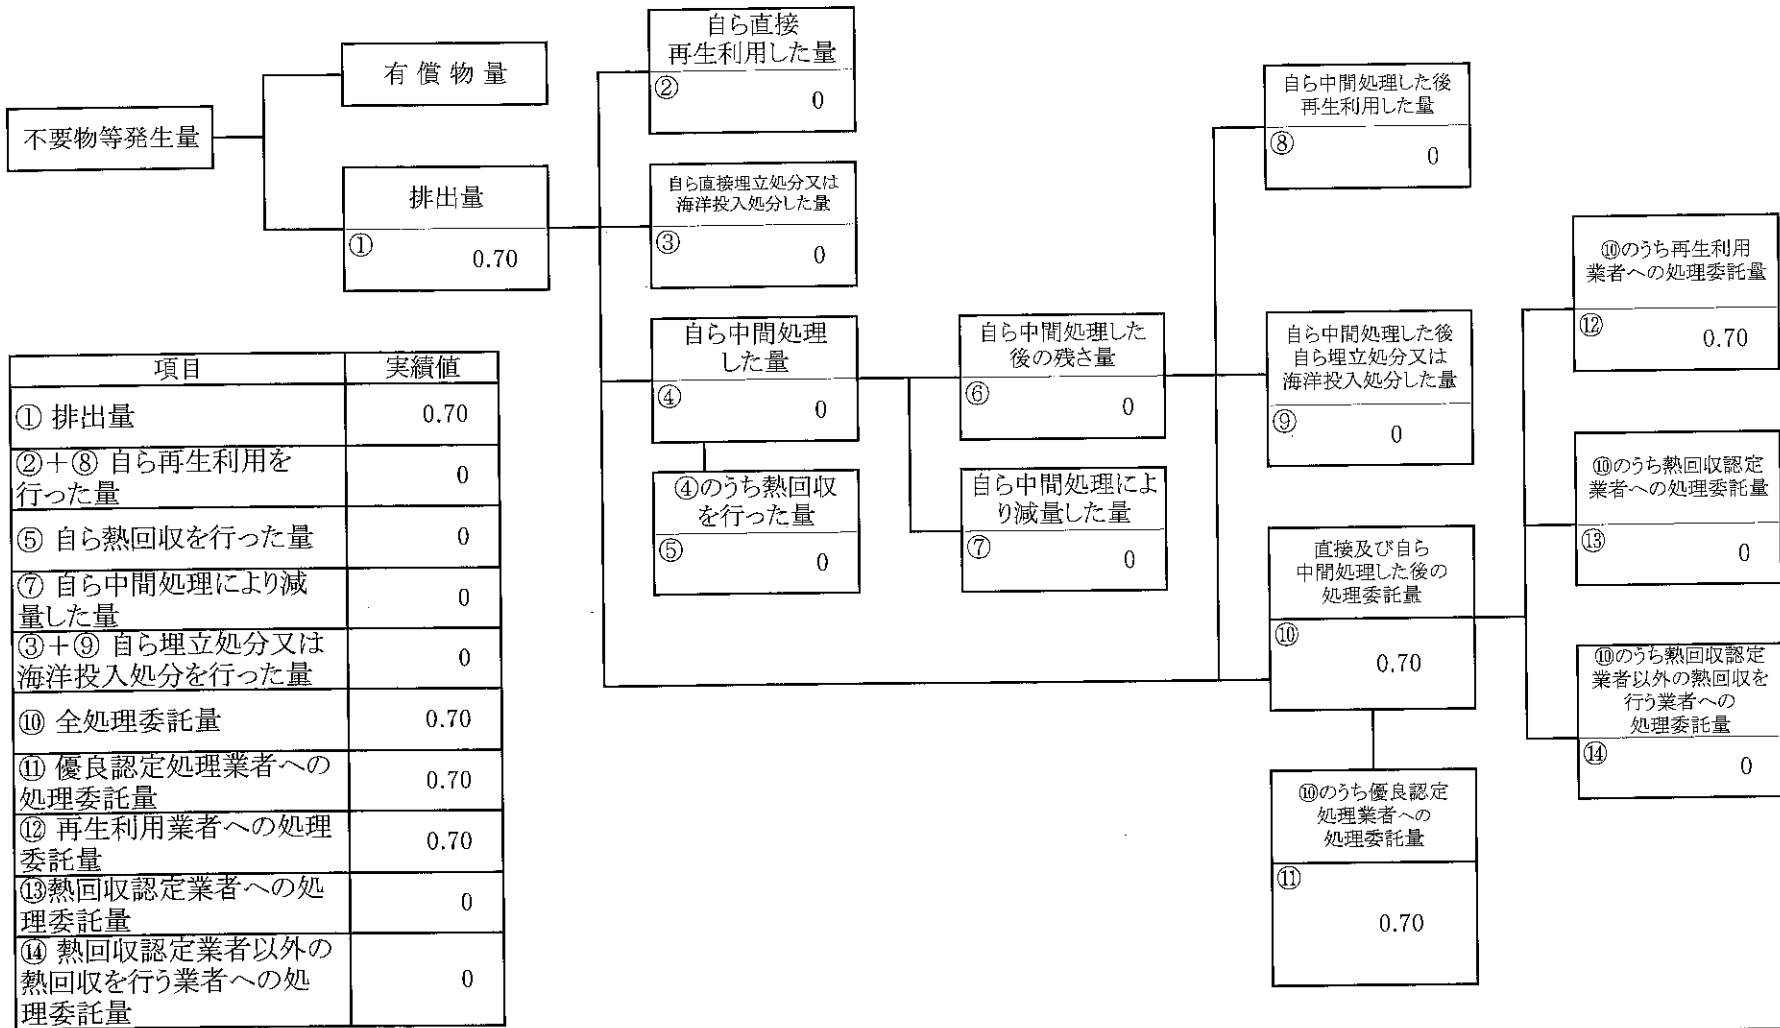 不要物等発生量
有償物量
排出量
①
0.70
自ら直接
再生利用した量
②
0
自ら直接埋立処分又は
海洋投入処分した量
③
0
自ら中間処理
した量
④
0
④のうち熱回収
を行った量
⑤
0
自ら中間処理した
後の残さ量
⑥
0
自ら中間処理によ
り減量した量
⑦
0
自ら中間処理した後
再生利用した量
⑧
0
自ら中間処理した後
自ら埋立処分又は
海洋投入処分した量
⑨
0
直接及び自ら
中間処理した後の
処理委託量
⑩
0.70
⑩のうち優良認定
処理業者への
処理委託量
⑪
0.70
⑩のうち再生利用
業者への処理委託量
⑫
0.70
⑩のうち熱回収認定
業者への処理委託量
⑬
0
⑩のうち熱回収認定
業者以外の熱回収を
行う業者への
処理委託量
⑭
0
項目 実績値
① 排出量 0.70
②+⑧ 自ら再生利用を
行った量 0
⑤ 自ら熱回収を行った量 0
⑦ 自ら中間処理により減
量した量 0
③+⑨ 自ら埋立処分又は
海洋投入処分を行った量 0
⑩ 全処理委託量 0.70
⑪ 優良認定処理業者への
処理委託量 0.70
⑫ 再生利用業者への処理
委託量 0.70
⑬熱回収認定業者への処
理委託量 0
⑭ 熱回収認定業者以外の
熱回収を行う業者への処
理委託量 0